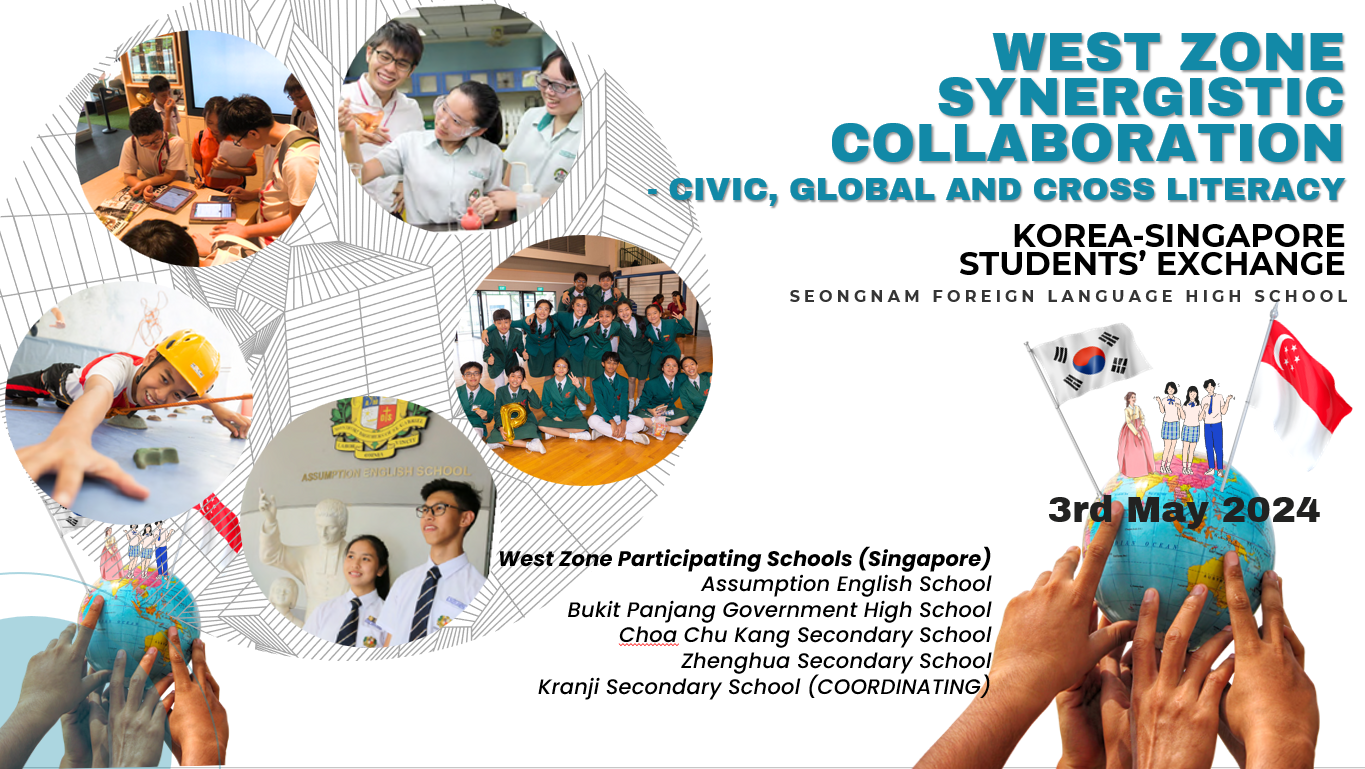 WEST ZONE
SYNERGISTIC
COLLABORATION
- CIVIC, GLOBAL AND CROSS LITERACY
KOREA-SINGAPORE
STUDENTS’ EXCHANGE
SEONGNAM FOREIGN LANGUAGE HIGH SCHOOL
3rd May 2024
ASSUMPTION ENGLISH SCHOOL
P
West Zone Participating Schools (Singapore)
Assumption English School
Bukit Panjang Government High School
Choa Chu Kang Secondary School
Zhenghua Secondary School
Kranji Secondary School (COORDINATING)